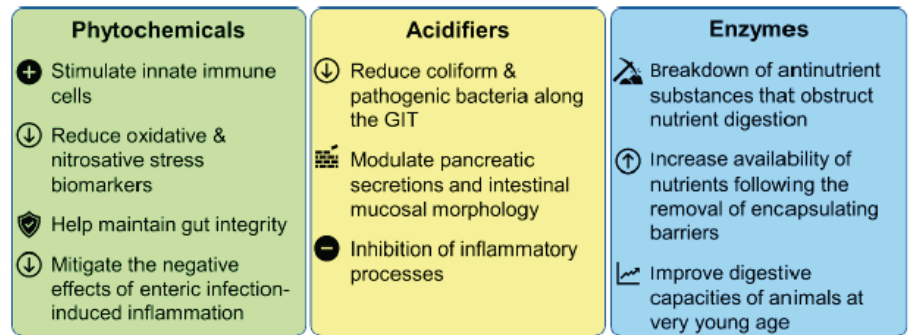 Phytochemicals
Stimulate innate immune
cells
Reduce oxidative &
nitrosative stress
biomarkers
Help maintain gut integrity
Mitigate the negative
effects of enteric infection-
induced inflammation
Acidifiers
Reduce coliform &
pathogenic bacteria along
the GIT
Modulate pancreatic
secretions and intestinal
mucosal morphology
Inhibition of inflammatory
processes
Enzymes
Breakdown of antinutrient
substances that obstruct
nutrient digestion
Increase availability of
nutrients following the
removal of encapsulating
barriers
Improve digestive
capacities of animals at
very young age